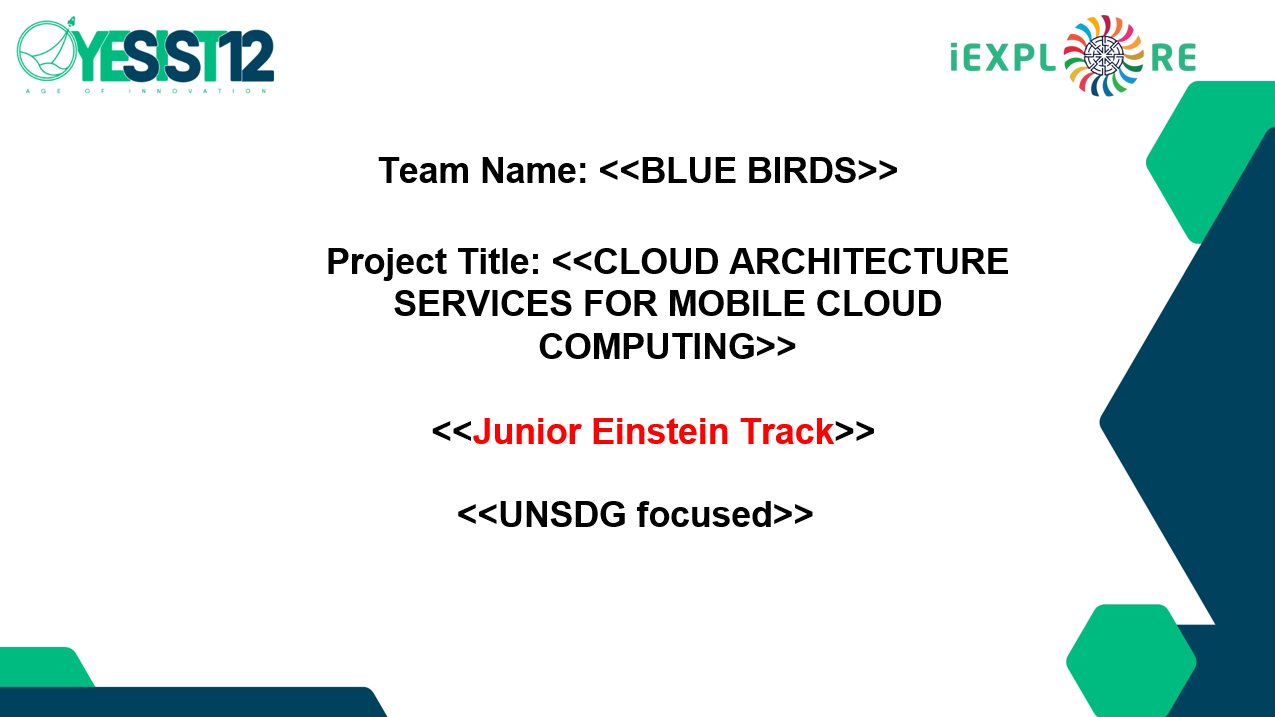 YESIST12
AGE OF INNOVATION
iEXPLORE
Team Name: <<BLUE BIRDS>>
Project Title: <<CLOUD ARCHITECTURE
SERVICES FOR MOBILE CLOUD
COMPUTING>>
<<Junior Einstein Track>>
<<UNSDG focused>>